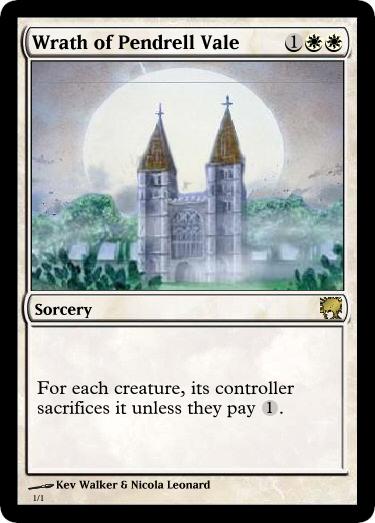 Wrath of Pendrell Vale 1
Sorcery
For each creature, its controller
sacrifices it unless they pay 1.
Kev Walker & Nicola Leonard
1/1